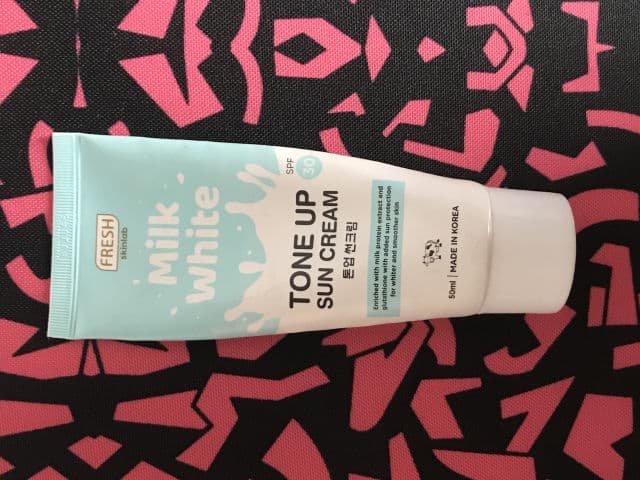 FRESH
skinlab
Milk
White
SPF
30
TONE UP
SUN CREAM
톤업 썬크림
Enriched with milk protein extract and
glutathione with added sun protection
for whiter and smoother skin
50ml | MADE IN KOREA